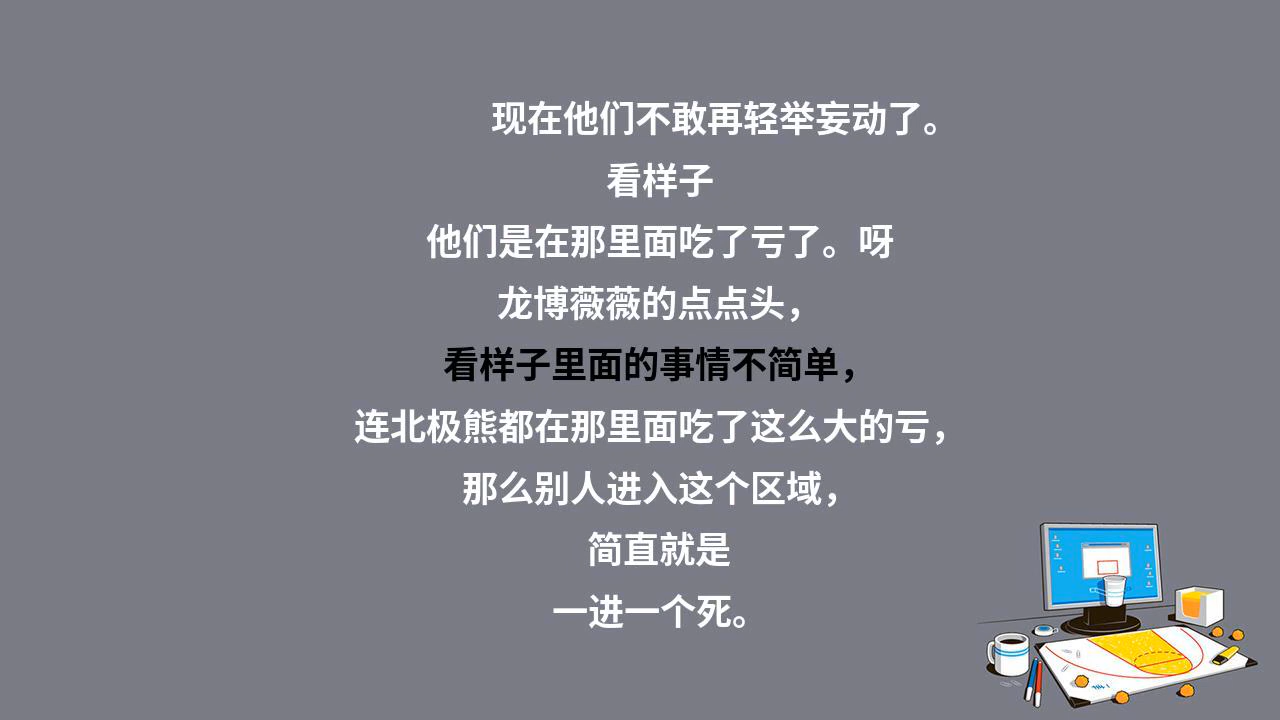 现在他们不敢再轻举妄动了。
看样子
他们是在那里面吃了亏了。呀
龙博薇薇的点点头，
看样子里面的事情不简单，
连北极熊都在那里面吃了这么大的亏，
那么别人进入这个区域，
简直就是
一进一个死。